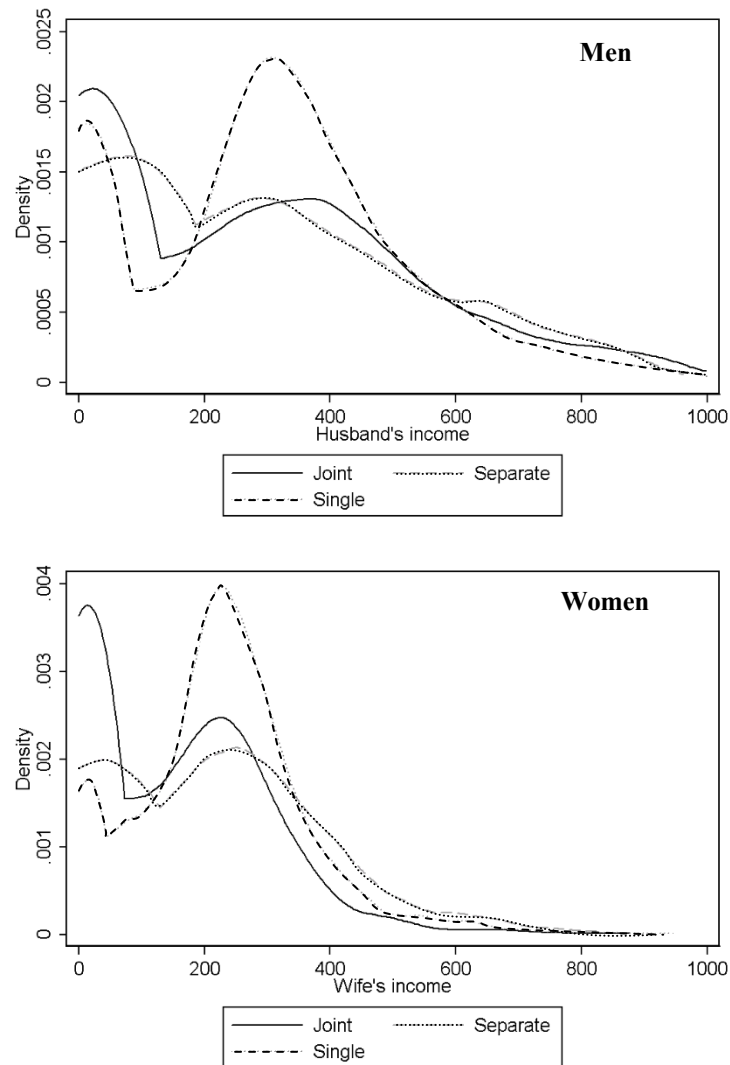 Men
Density
0 .0005 .001 .0015 .002 .0025
0 200 400 600 800 1000
Husband's income
Joint Separate
Single
Women
Density
0 .001 .002 .003 .004
0 200 400 600 800 1000
Wife's income
Joint Separate
Single